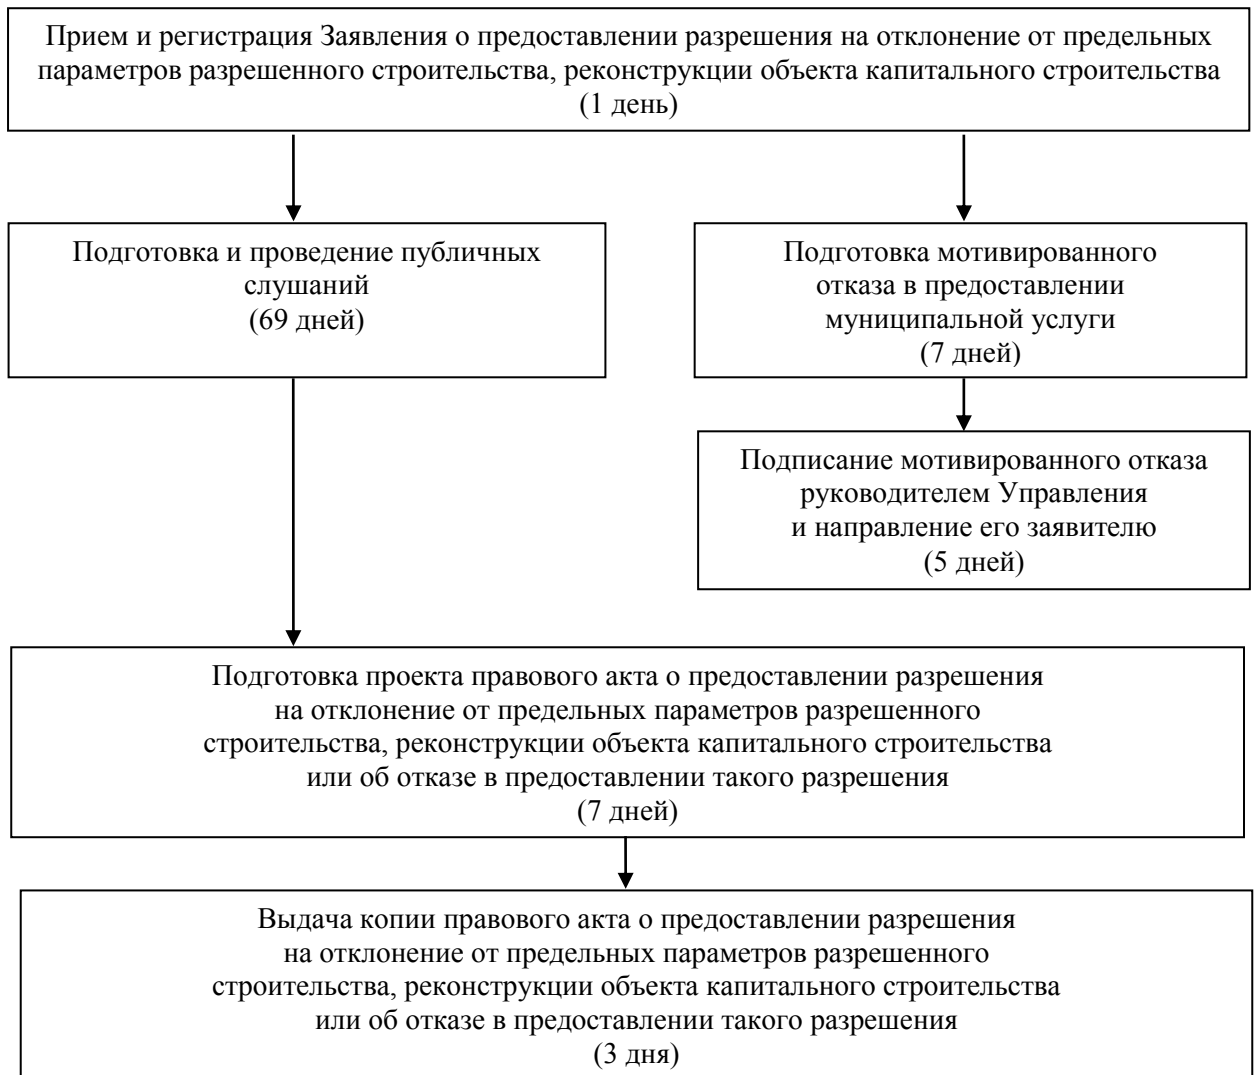 Прием и регистрация Заявления о предоставлении разрешения на отклонение от предельных
параметров разрешенного строительства, реконструкции объекта капитального строительства
(1 день)
Подготовка и проведение публичных
слушаний
(69 дней)
Подготовка мотивированного
отказа в предоставлении
муниципальной услуги
(7 дней)
Подписание мотивированного отказа
руководителем Управления
и направление его заявителю
(5 дней)
Подготовка проекта правового акта о предоставлении разрешения
на отклонение от предельных параметров разрешенного
строительства, реконструкции объекта капитального строительства
или об отказе в предоставлении такого разрешения
(7 дней)
Выдача копии правового акта о предоставлении разрешения
на отклонение от предельных параметров разрешенного
строительства, реконструкции объекта капитального строительства
или об отказе в предоставлении такого разрешения
(3 дня)